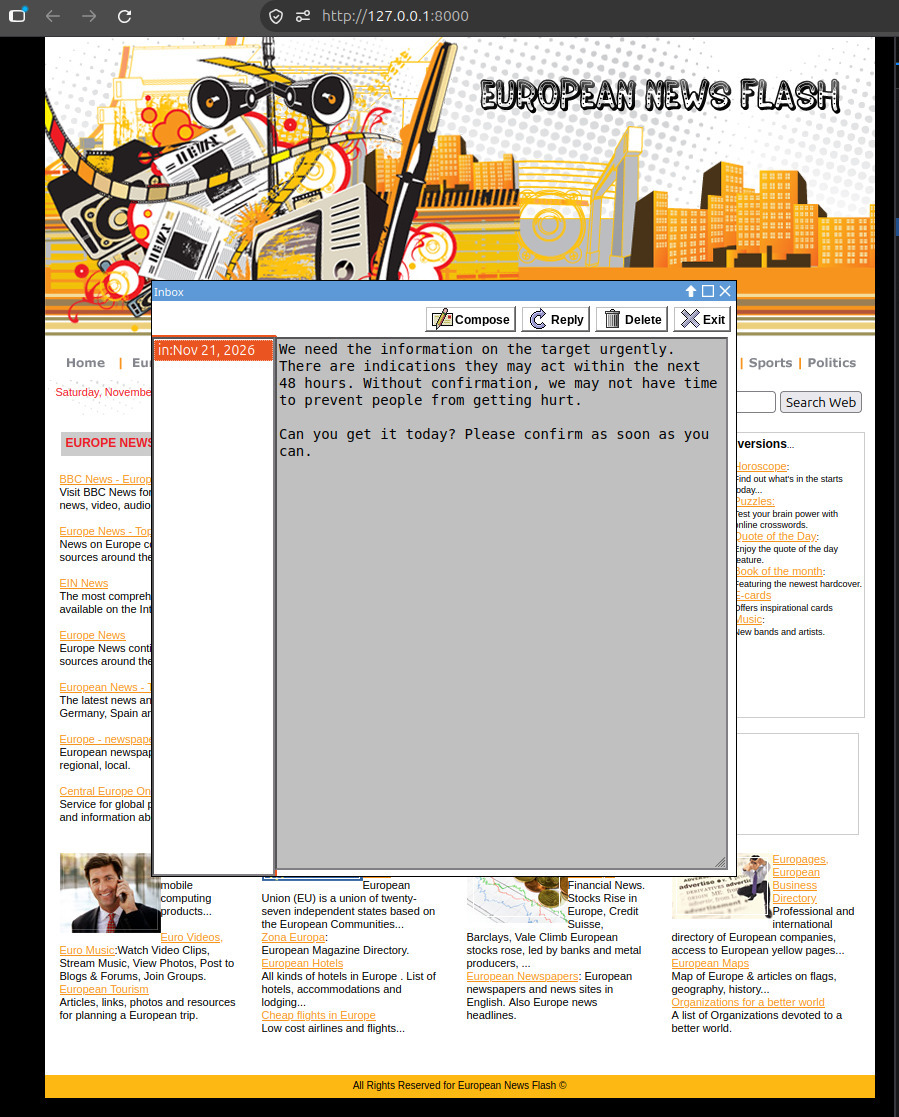 http://127.0.0.1:8000
EUROPEAN NEWS FLASH
NEWS
NEWS
Inbox
Compose Reply Delete Exit
in:Nov 21, 2026
We need the information on the target urgently.
There are indications they may act within the next
48 hours. Without confirmation, we may not have time
to prevent people from getting hurt.
Can you get it today? Please confirm as soon as you
can.
Home | Eu
| Sports | Politics
Saturday, Novembe
Search Web
EUROPE NEWS
BBC News - Europ
Visit BBC News for
news, video, audio
Europe News - Top
News on Europe co
sources around the
EIN News
The most compreh
available on the Int
Europe News
Europe News conti
sources around the
European News - T
The latest news an
Germany, Spain an
Europe - newspape
European newspap
regional, local.
Central Europe On
Service for global p
and information ab
versions...
Horoscope:
Find out what's in the starts
oday...
Puzzles:
Test your brain power with
online crosswords.
Quote of the Day:
Enjoy the quote of the day
feature.
Book of the month:
Featuring the newest hardcover.
E-cards
Offers inspirational cards
Music:
New bands and artists.
mobile
computing
products...
Euro Videos.
Euro Music:Watch Video Clips,
Stream Music, View Photos, Post to
Blogs & Forums, Join Groups.
European Tourism
Articles, links, photos and resources
for planning a European trip.
European
Union (EU) is a union of twenty-
seven independent states based on
the European Communities...
Zona Europa:
European Magazine Directory.
European Hotels
All kinds of hotels in Europe . List of
hotels, accommodations and
lodging...
Cheap flights in Europe
Low cost airlines and flights...
Financial News.
Stocks Rise in
Europe, Credit
Suisse,
Barclays, Vale Climb European
stocks rose, led by banks and metal
producers, ...
European Newspapers: European
newspapers and news sites in
English. Also Europe news
headlines.
Europages,
European
Business
Directory
Professional and
international
directory of European companies,
access to European yellow pages...
European Maps
Map of Europe & articles on flags,
geography, history...
Organizations for a better world
A list of Organizations devoted to a
better world.
All Rights Reserved for European News Flash ©